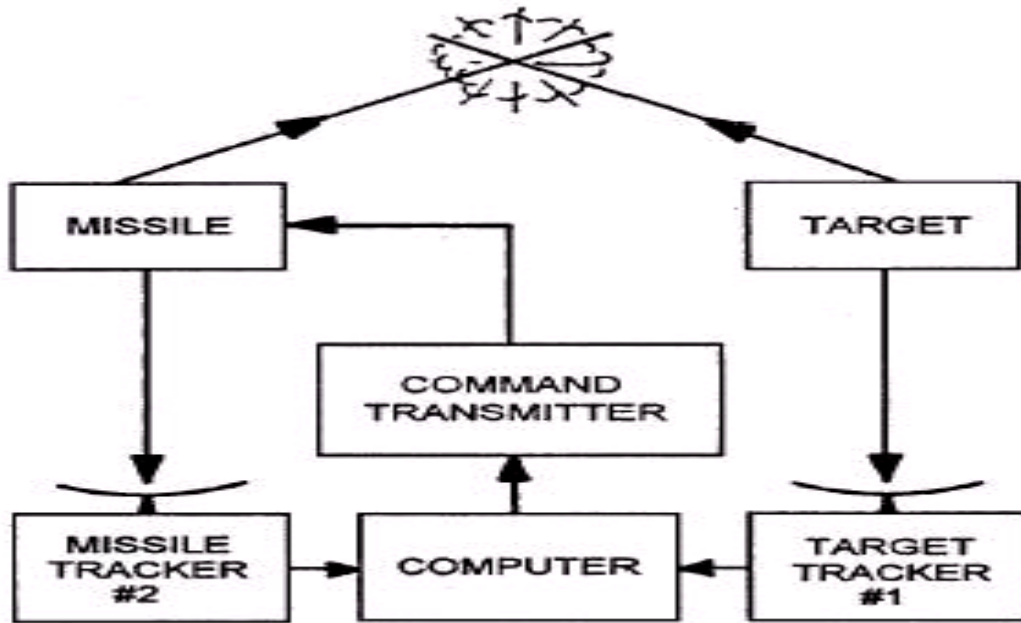 MISSILE
TARGET
COMMAND
TRANSMITTER
MISSILE
TRACKER
#2
COMPUTER
TARGET
TRACKER
#1